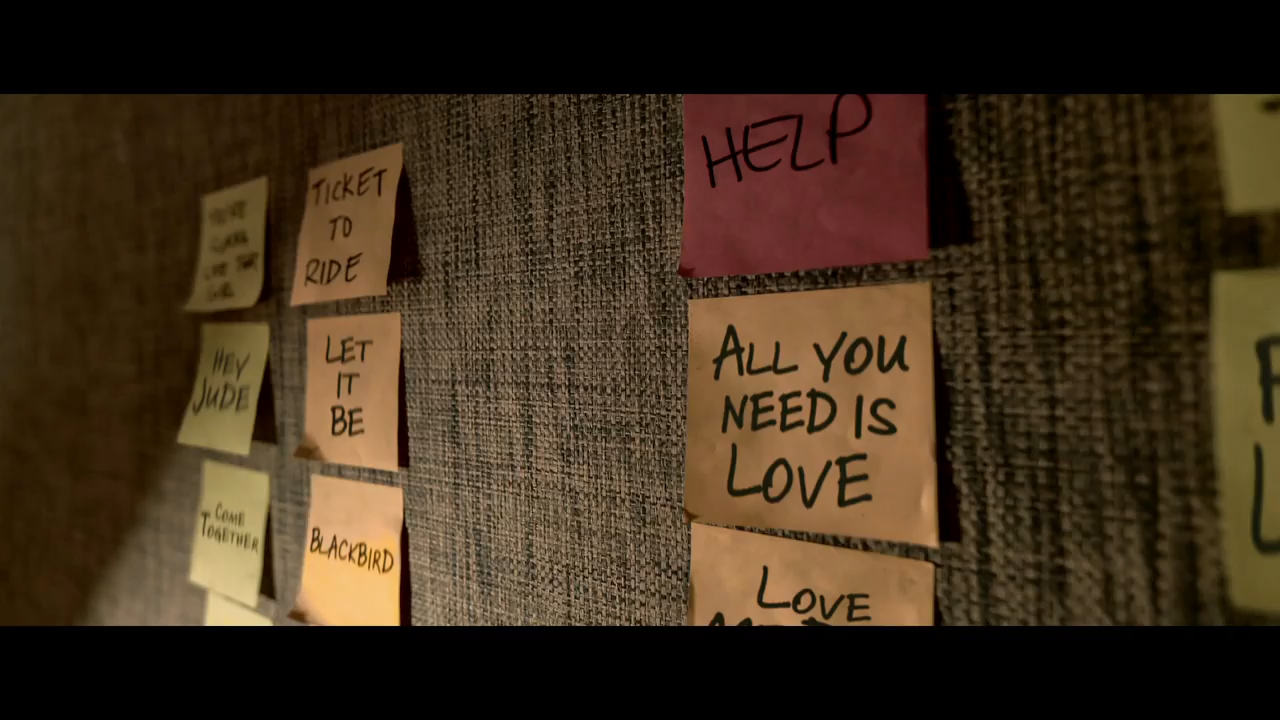 TICKET
TO
RIDE
HEY
JUDE
LET
IT
BE
COME
TOGETHER
BLACKBIRD
HELP
ALL YOU
NEED IS
LOVE
LOVE